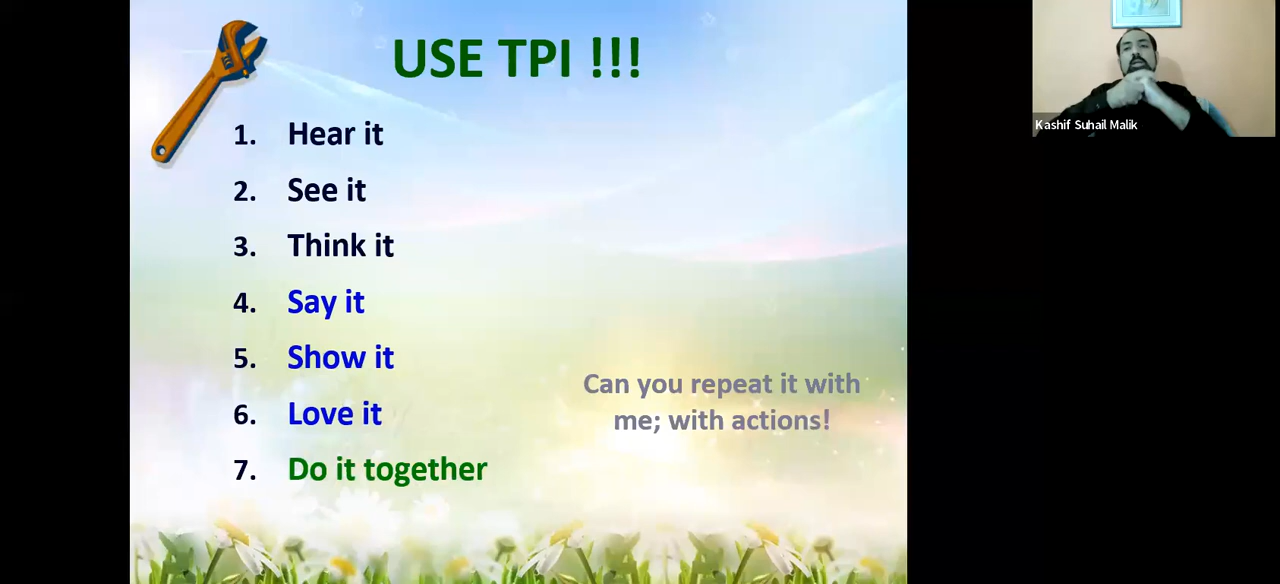 USE TPI !!!
1. Hear it
2. See it
3. Think it
4. Say it
5. Show it
6. Love it
7. Do it together
Can you repeat it with
me; with actions!
Kashif Suhail Malik